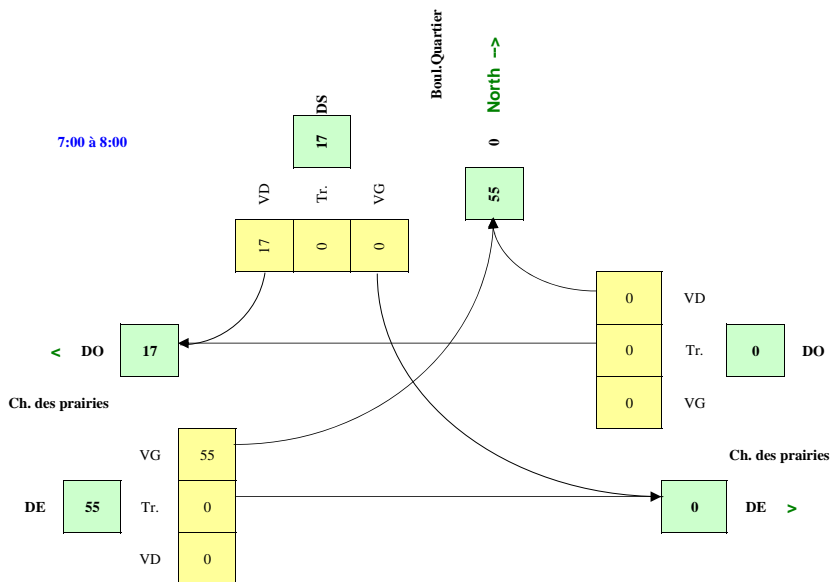 Boul.Quartier
North -->
DS
7:00 à 8:00
17
0
VD
Tr.
VG
55
17
0
0
0
VD
< DO 17
0
Tr.
0
DO
Ch. des prairies
0
VG
VG
55
Ch. des prairies
DE
55
Tr.
0
0
DE >
VD
0